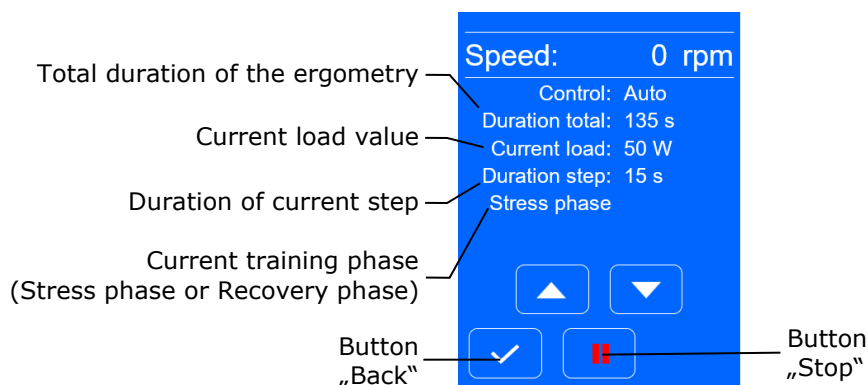 Speed: 0 rpm
Total duration of the ergometry
Control: Auto
Duration total: 135 s
Current load value
Current load: 50 W
Duration step: 15 s
Duration of current step
Stress phase
Current training phase
(Stress phase or Recovery phase)
Button
„Back“
Button
„Stop“